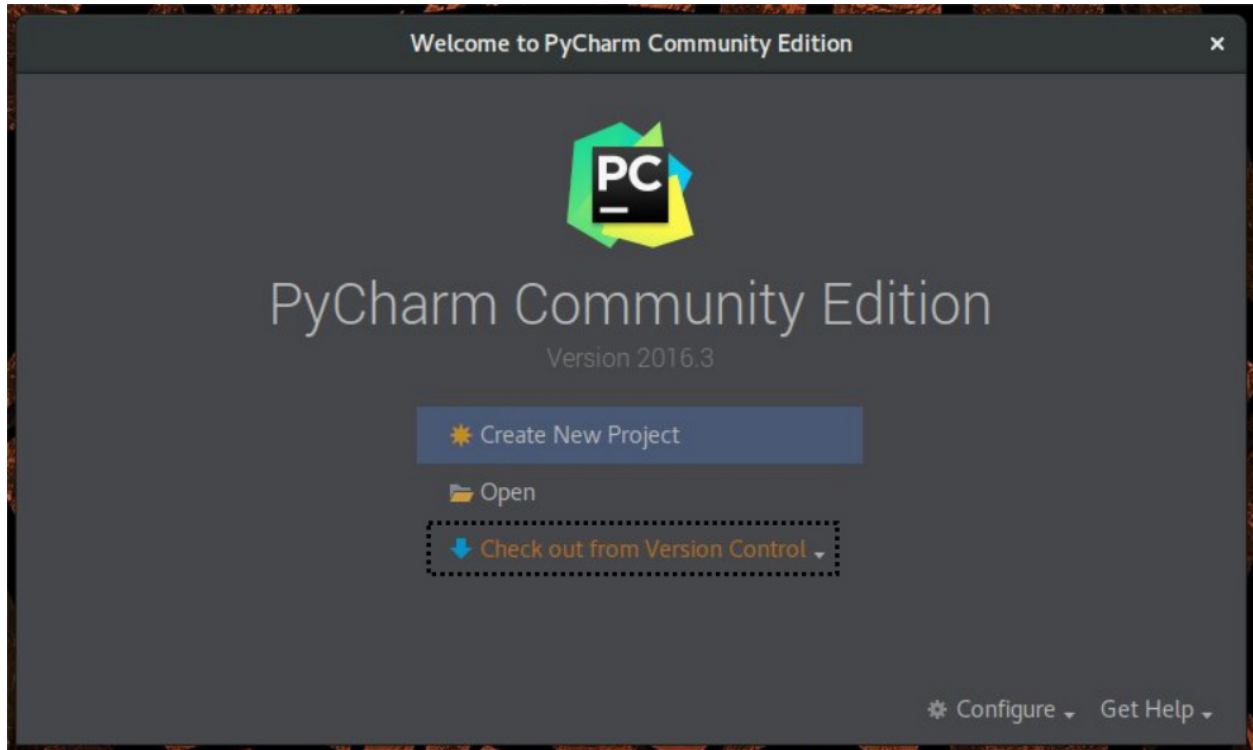 Welcome to PyCharm Community Edition
PC
PyCharm Community Edition
Version 2016.3
Create New Project
Open
Check out from Version Control
Configure Get Help